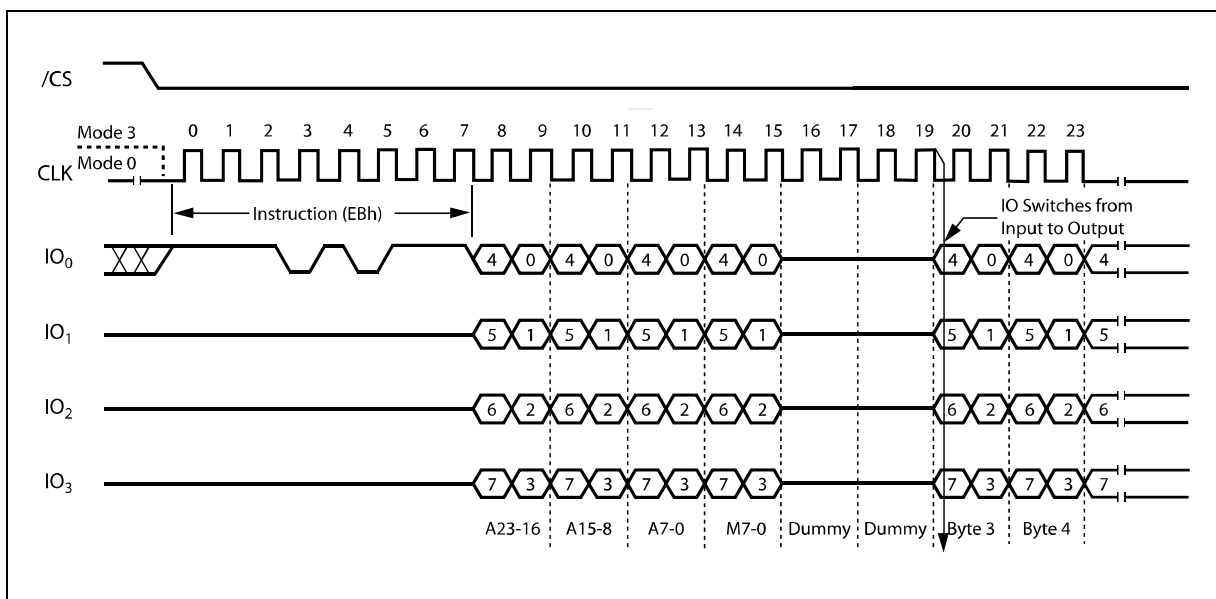 /CS
Mode 3
0 1 2 3 4 5 6 7 8 9 10 11 12 13 14 15 16 17 18 19 20 21 22 23
Mode 0
CLK
Instruction (EBh)
IO Switches from
Input to Output
IO0
4 0 4 0 4 0 4 0 4 0 4 0 4
IO1
5 1 5 1 5 1 5 1 5 1 5 1 5
IO2
6 2 6 2 6 2 6 2 6 2 6 2 6
IO3
7 3 7 3 7 3 7 3 7 3 7 3 7
A23-16 A15-8 A7-0 M7-0 Dummy Dummy Byte 3 Byte 4